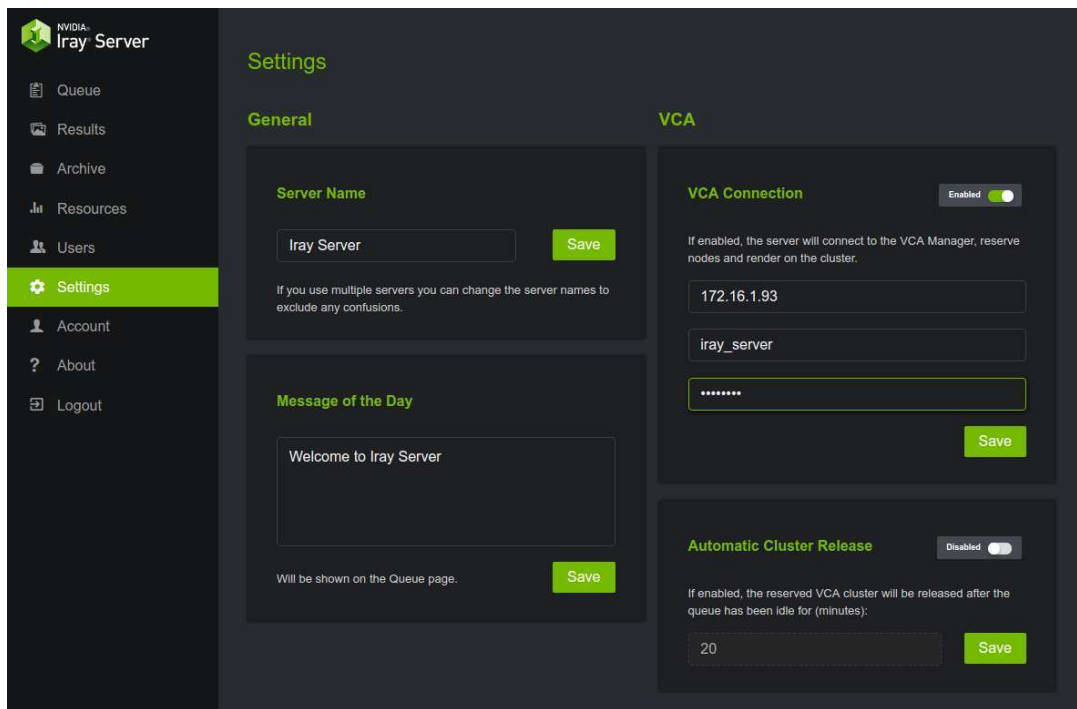 NVIDIA®
Iray® Server
Queue
Results
Archive
Resources
Users
Settings
Account
? About
Logout
Settings
General
Server Name
Iray Server
Save
If you use multiple servers you can change the server names to
exclude any confusions.
Message of the Day
Welcome to Iray Server
Will be shown on the Queue page.
Save
VCA
VCA Connection
Enabled
If enabled, the server will connect to the VCA Manager, reserve
nodes and render on the cluster.
172.16.1.93
iray_server
••••••••
Save
Automatic Cluster Release
Disabled
If enabled, the reserved VCA cluster will be released after the
queue has been idle for (minutes):
20
Save